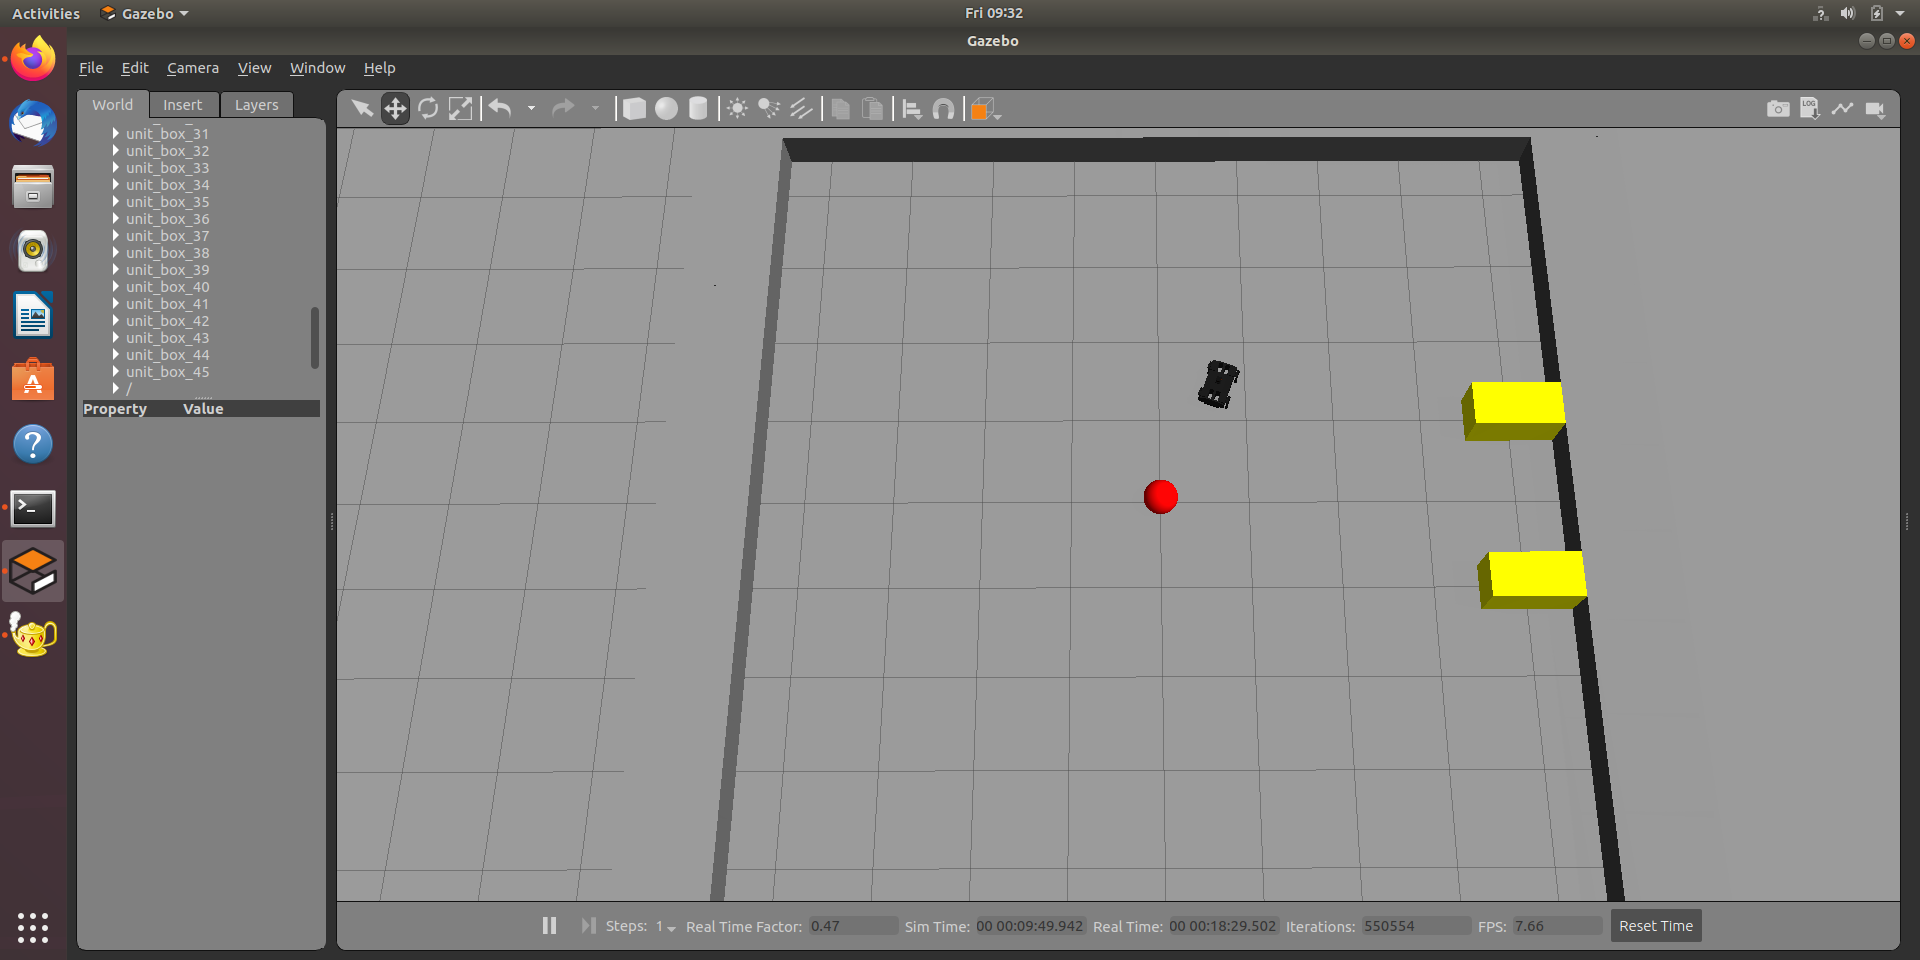 Activities Gazebo Fri 09:32
Gazebo
File Edit Camera View Window Help
World Insert Layers
unit_box_31
unit_box_32
unit_box_33
unit_box_34
unit_box_35
unit_box_36
unit_box_37
unit_box_38
unit_box_39
unit_box_40
unit_box_41
unit_box_42
unit_box_43
unit_box_44
unit_box_45
/
Property Value
LOG
Steps: 1 Real Time Factor: 0.47 Sim Time: 00 00:09:49.942 Real Time: 00 00:18:29.502 Iterations: 550554 FPS: 7.66 Reset Time